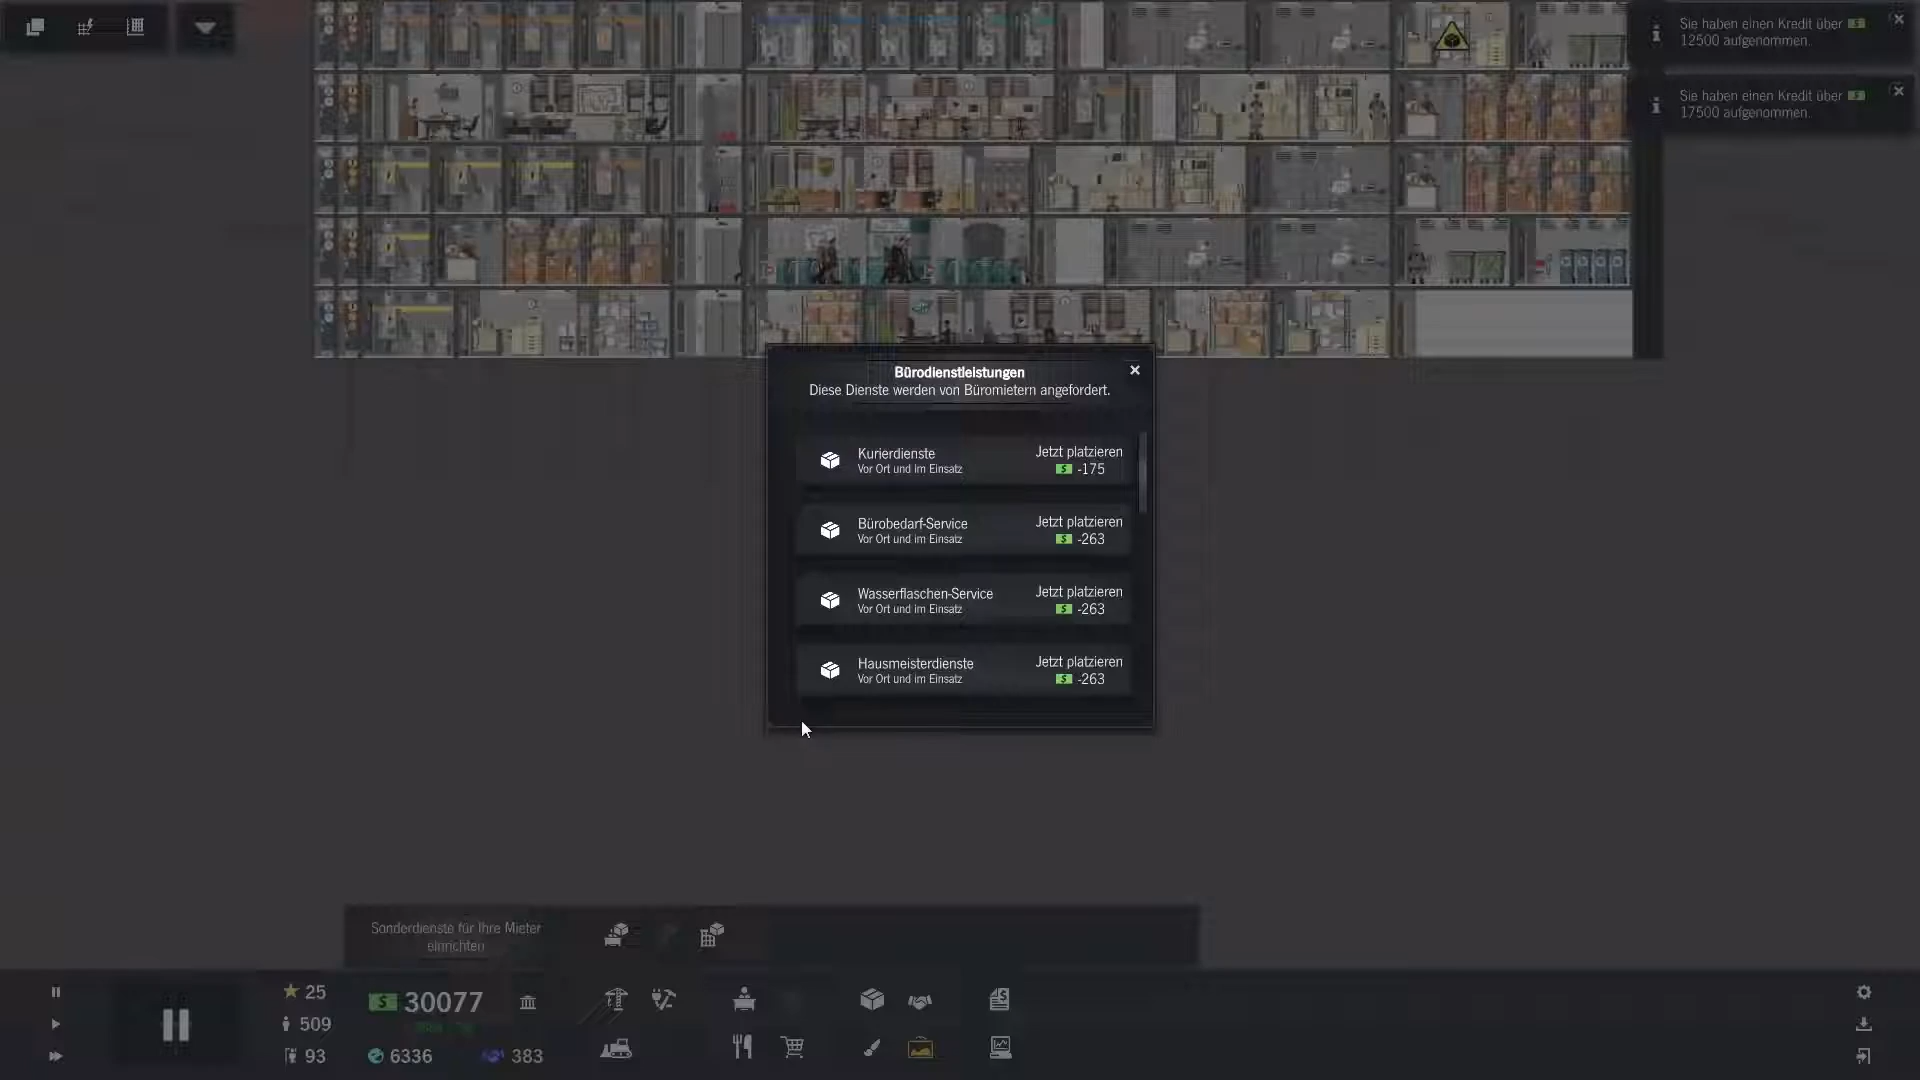 Sie haben einen Kredit über
12500 aufgenommen.
Sie haben einen Kredit über
17500 aufgenommen.
Bürodienstleistungen
Diese Dienste werden von Büromietern angefordert.
Kurierdienste
Vor Ort und im Einsatz
Jetzt platzieren
-175
Bürobedarf-Service
Vor Ort und im Einsatz
Jetzt platzieren
-263
Wasserflaschen-Service
Vor Ort und im Einsatz
Jetzt platzieren
-263
Hausmeisterdienste
Vor Ort und im Einsatz
Jetzt platzieren
-263
Sonderdienste für Ihre Mieter
einrichten
25
509
93
30077
6336
383